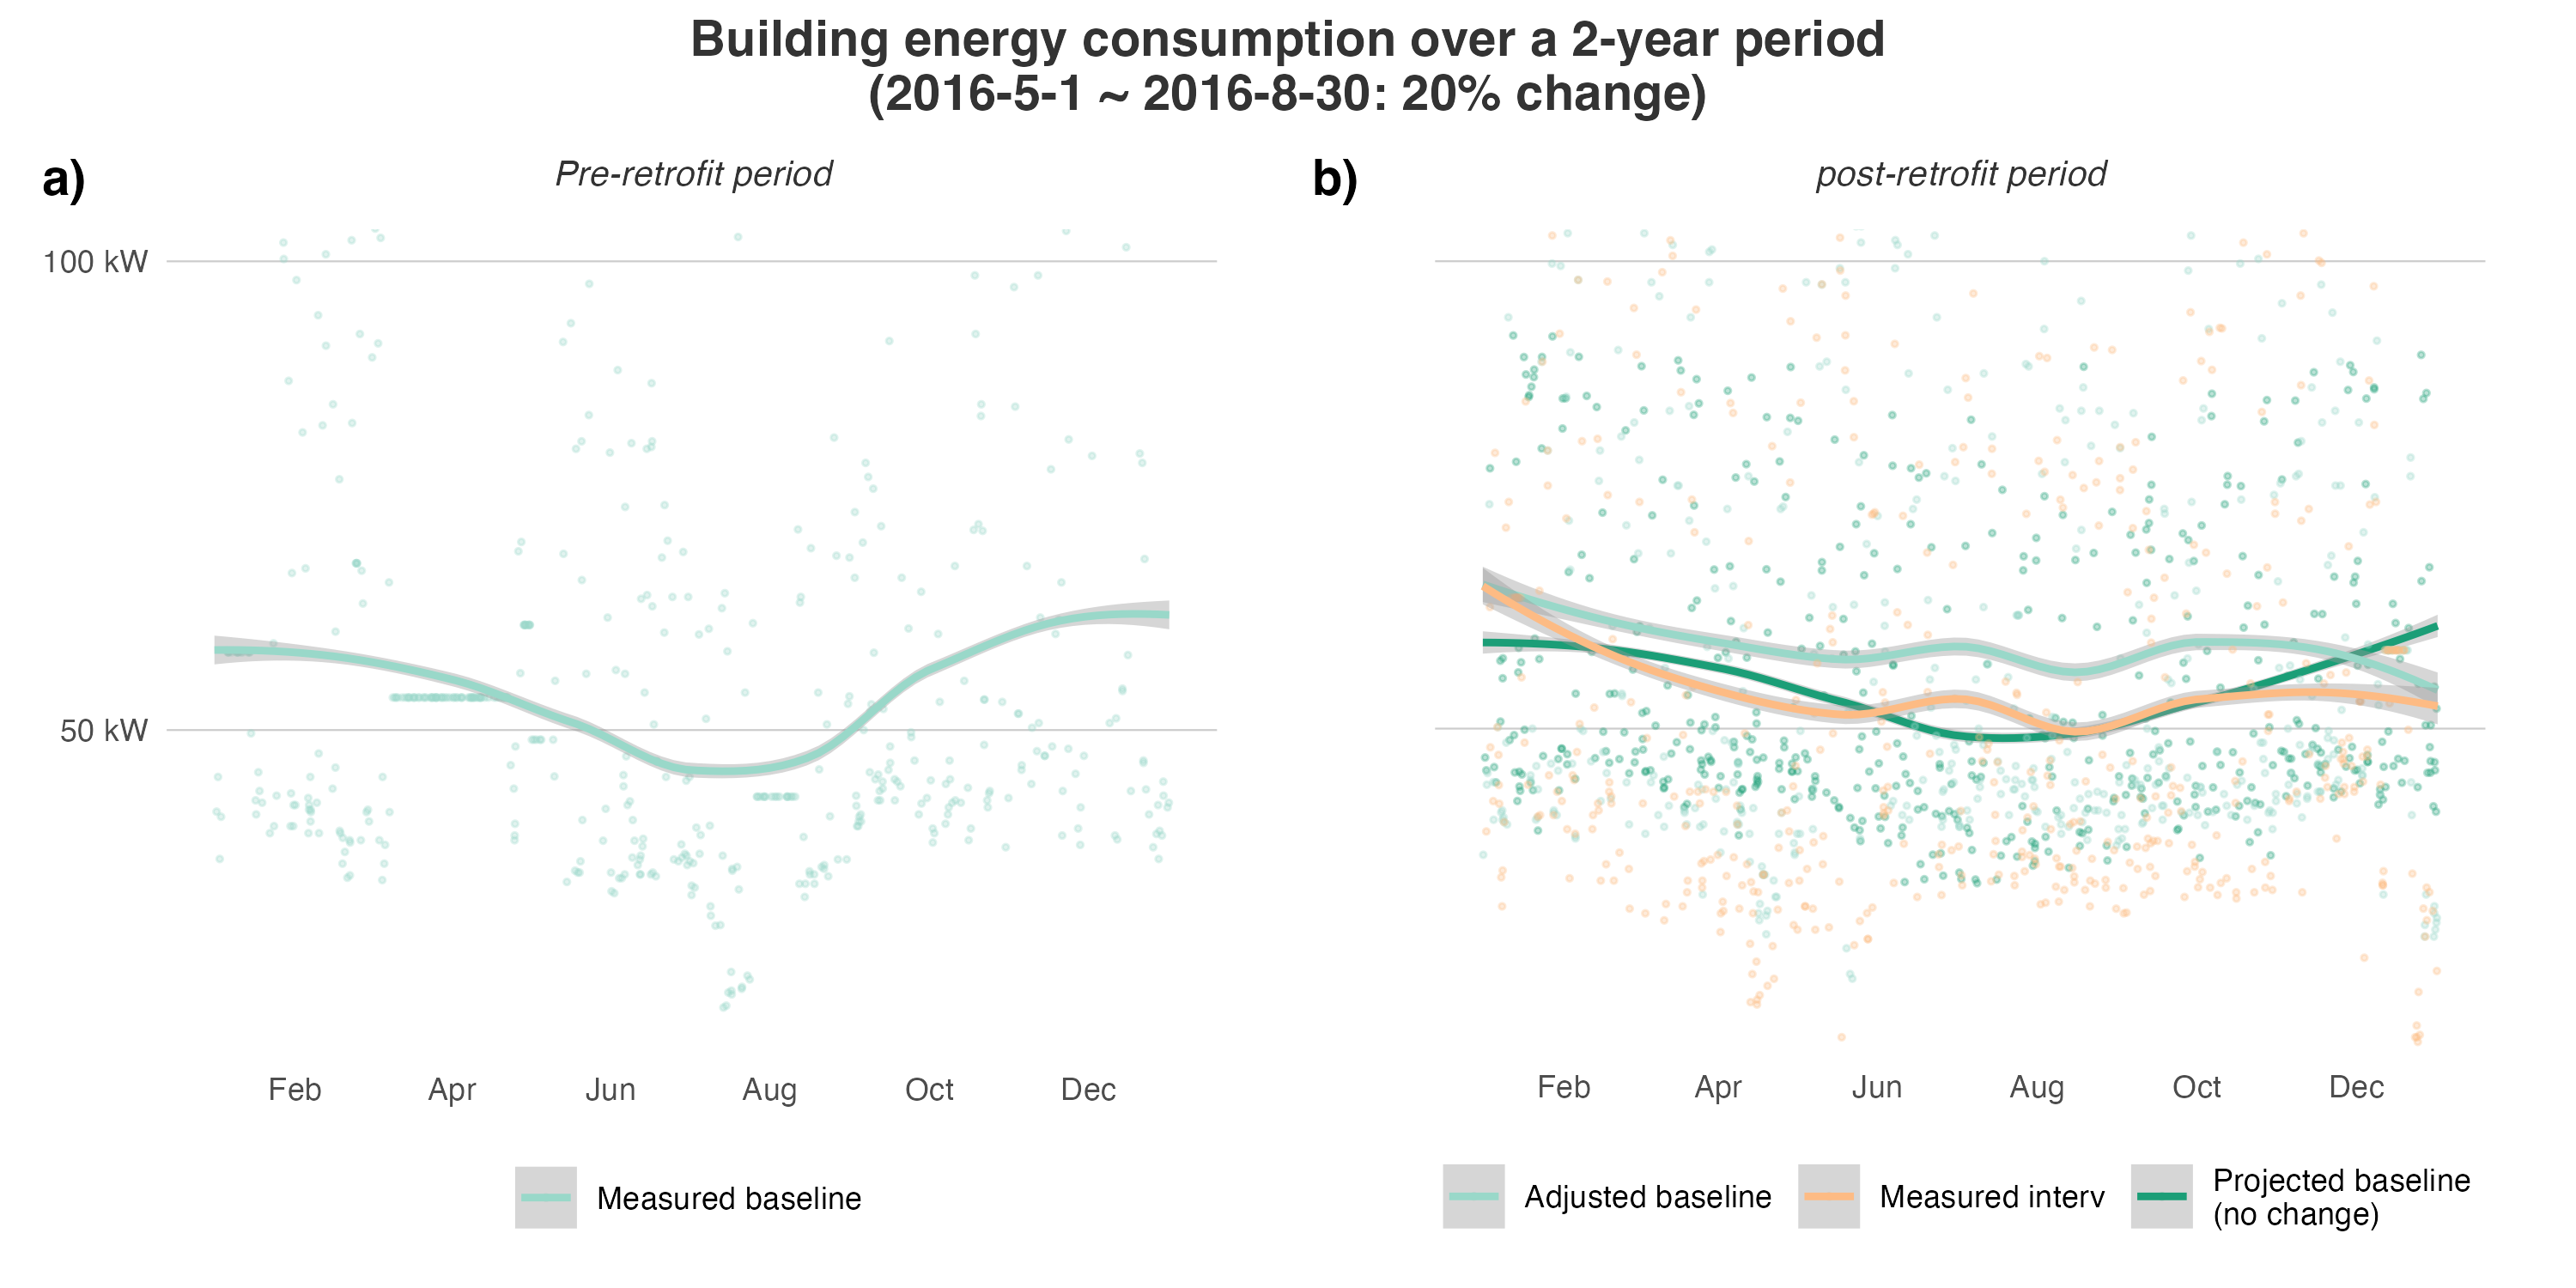 Building energy consumption over a 2-year period
(2016-5-1 ~ 2016-8-30: 20% change)
a)
Pre-retrofit period
100 kW
50 kW
Feb Apr Jun Aug Oct Dec
Measured baseline
b)
post-retrofit period
Feb Apr Jun Aug Oct Dec
Adjusted baseline
Measured interv
Projected baseline
(no change)